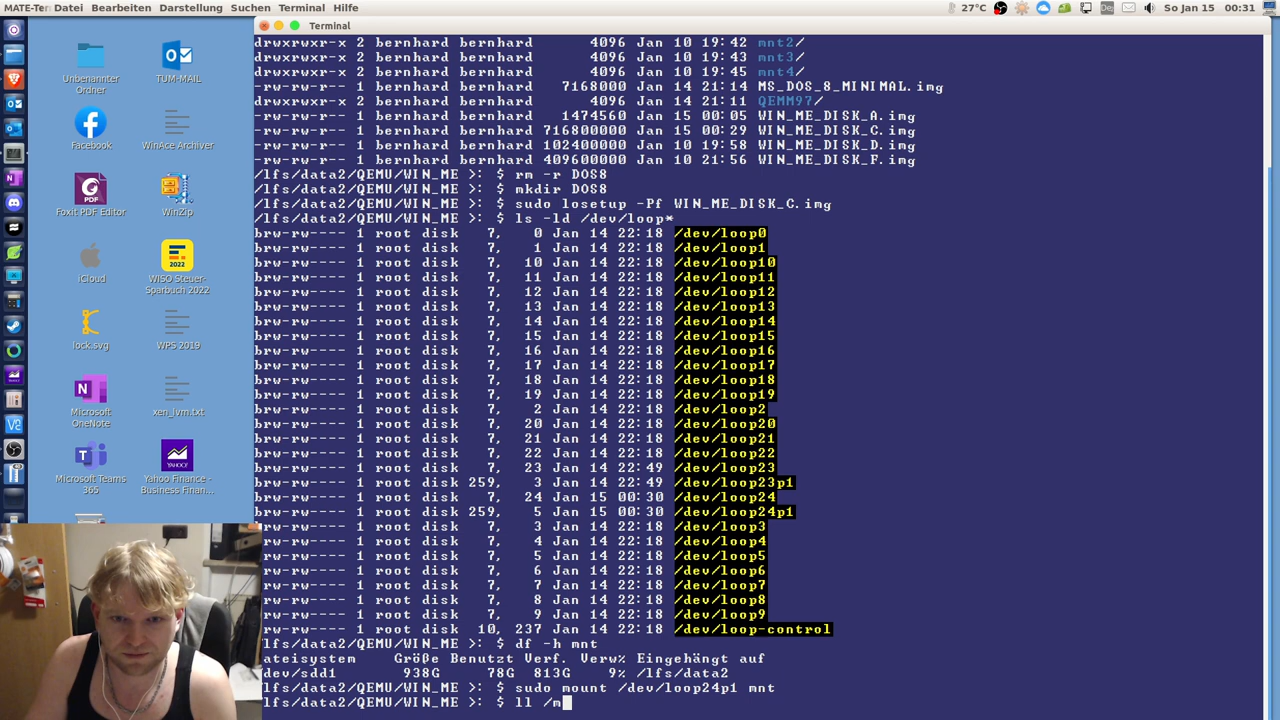 MATE-Ter Datei Bearbeiten Darstellung Suchen Terminal Hilfe 27°C De So Jan 15 00:31
Terminal
Unbenannter
Ordner
TUM-MAIL
Facebook
WinAce Archiver
Foxit PDF Editor
WinZip
iCloud
WISO Steuer-
Sparbuch 2022
lock.svg
WPS 2019
Microsoft
OneNote
xen_lvm.txt
Microsoft Teams
365
Yahoo Finance -
Business Finan...
drwxrwxr-x 2 bernhard bernhard 4096 Jan 10 19:42 mnt2/
drwxrwxr-x 2 bernhard bernhard 4096 Jan 10 19:43 mnt3/
drwxrwxr-x 2 bernhard bernhard 4096 Jan 10 19:45 mnt4/
-rw-rw-r-- 1 bernhard bernhard 7168000 Jan 14 21:14 MS_DOS_8_MINIMAL.img
drwxrwxr-x 2 bernhard bernhard 4096 Jan 14 21:11 QEMM97/
-rw-rw-r-- 1 bernhard bernhard 1474560 Jan 15 00:05 WIN_ME_DISK_A.img
-rw-rw-r-- 1 bernhard bernhard 716800000 Jan 15 00:29 WIN_ME_DISK_C.img
-rw-rw-r-- 1 bernhard bernhard 102400000 Jan 10 19:58 WIN_ME_DISK_D.img
-rw-rw-r-- 1 bernhard bernhard 409600000 Jan 10 21:56 WIN_ME_DISK_F.img
/lfs/data2/QEMU/WIN_ME >: $ rm -r DOS8
/lfs/data2/QEMU/WIN_ME >: $ mkdir DOS8
/lfs/data2/QEMU/WIN_ME >: $ sudo losetup -Pf WIN_ME_DISK_C.img
/lfs/data2/QEMU/WIN_ME >: $ ls -ld /dev/loop*
brw-rw---- 1 root disk 7, 0 Jan 14 22:18 /dev/loop0
brw-rw---- 1 root disk 7, 1 Jan 14 22:18 /dev/loop1
brw-rw---- 1 root disk 7, 10 Jan 14 22:18 /dev/loop10
brw-rw---- 1 root disk 7, 11 Jan 14 22:18 /dev/loop11
brw-rw---- 1 root disk 7, 12 Jan 14 22:18 /dev/loop12
brw-rw---- 1 root disk 7, 13 Jan 14 22:18 /dev/loop13
brw-rw---- 1 root disk 7, 14 Jan 14 22:18 /dev/loop14
brw-rw---- 1 root disk 7, 15 Jan 14 22:18 /dev/loop15
brw-rw---- 1 root disk 7, 16 Jan 14 22:18 /dev/loop16
brw-rw---- 1 root disk 7, 17 Jan 14 22:18 /dev/loop17
brw-rw---- 1 root disk 7, 18 Jan 14 22:18 /dev/loop18
brw-rw---- 1 root disk 7, 19 Jan 14 22:18 /dev/loop19
brw-rw---- 1 root disk 7, 2 Jan 14 22:18 /dev/loop2
brw-rw---- 1 root disk 7, 20 Jan 14 22:18 /dev/loop20
brw-rw---- 1 root disk 7, 21 Jan 14 22:18 /dev/loop21
brw-rw---- 1 root disk 7, 22 Jan 14 22:18 /dev/loop22
brw-rw---- 1 root disk 7, 23 Jan 14 22:49 /dev/loop23
brw-rw---- 1 root disk 259, 3 Jan 14 22:49 /dev/loop23p1
brw-rw---- 1 root disk 7, 24 Jan 15 00:30 /dev/loop24
brw-rw---- 1 root disk 259, 5 Jan 15 00:30 /dev/loop24p1
rw-rw---- 1 root disk 7, 3 Jan 14 22:18 /dev/loop3
rw-rw---- 1 root disk 7, 4 Jan 14 22:18 /dev/loop4
rw-rw---- 1 root disk 7, 5 Jan 14 22:18 /dev/loop5
rw-rw---- 1 root disk 7, 6 Jan 14 22:18 /dev/loop6
rw-rw---- 1 root disk 7, 7 Jan 14 22:18 /dev/loop7
rw-rw---- 1 root disk 7, 8 Jan 14 22:18 /dev/loop8
rw-rw---- 1 root disk 7, 9 Jan 14 22:18 /dev/loop9
rw-rw---- 1 root disk 10, 237 Jan 14 22:18 /dev/loop-control
lfs/data2/QEMU/WIN_ME >: $ df -h mnt
ateisystem Größe Benutzt Verf. Verw% Eingehängt auf
dev/sdd1 938G 78G 813G 9% /lfs/data2
lfs/data2/QEMU/WIN_ME >: $ sudo mount /dev/loop24p1 mnt
lfs/data2/QEMU/WIN_ME >: $ ll /m